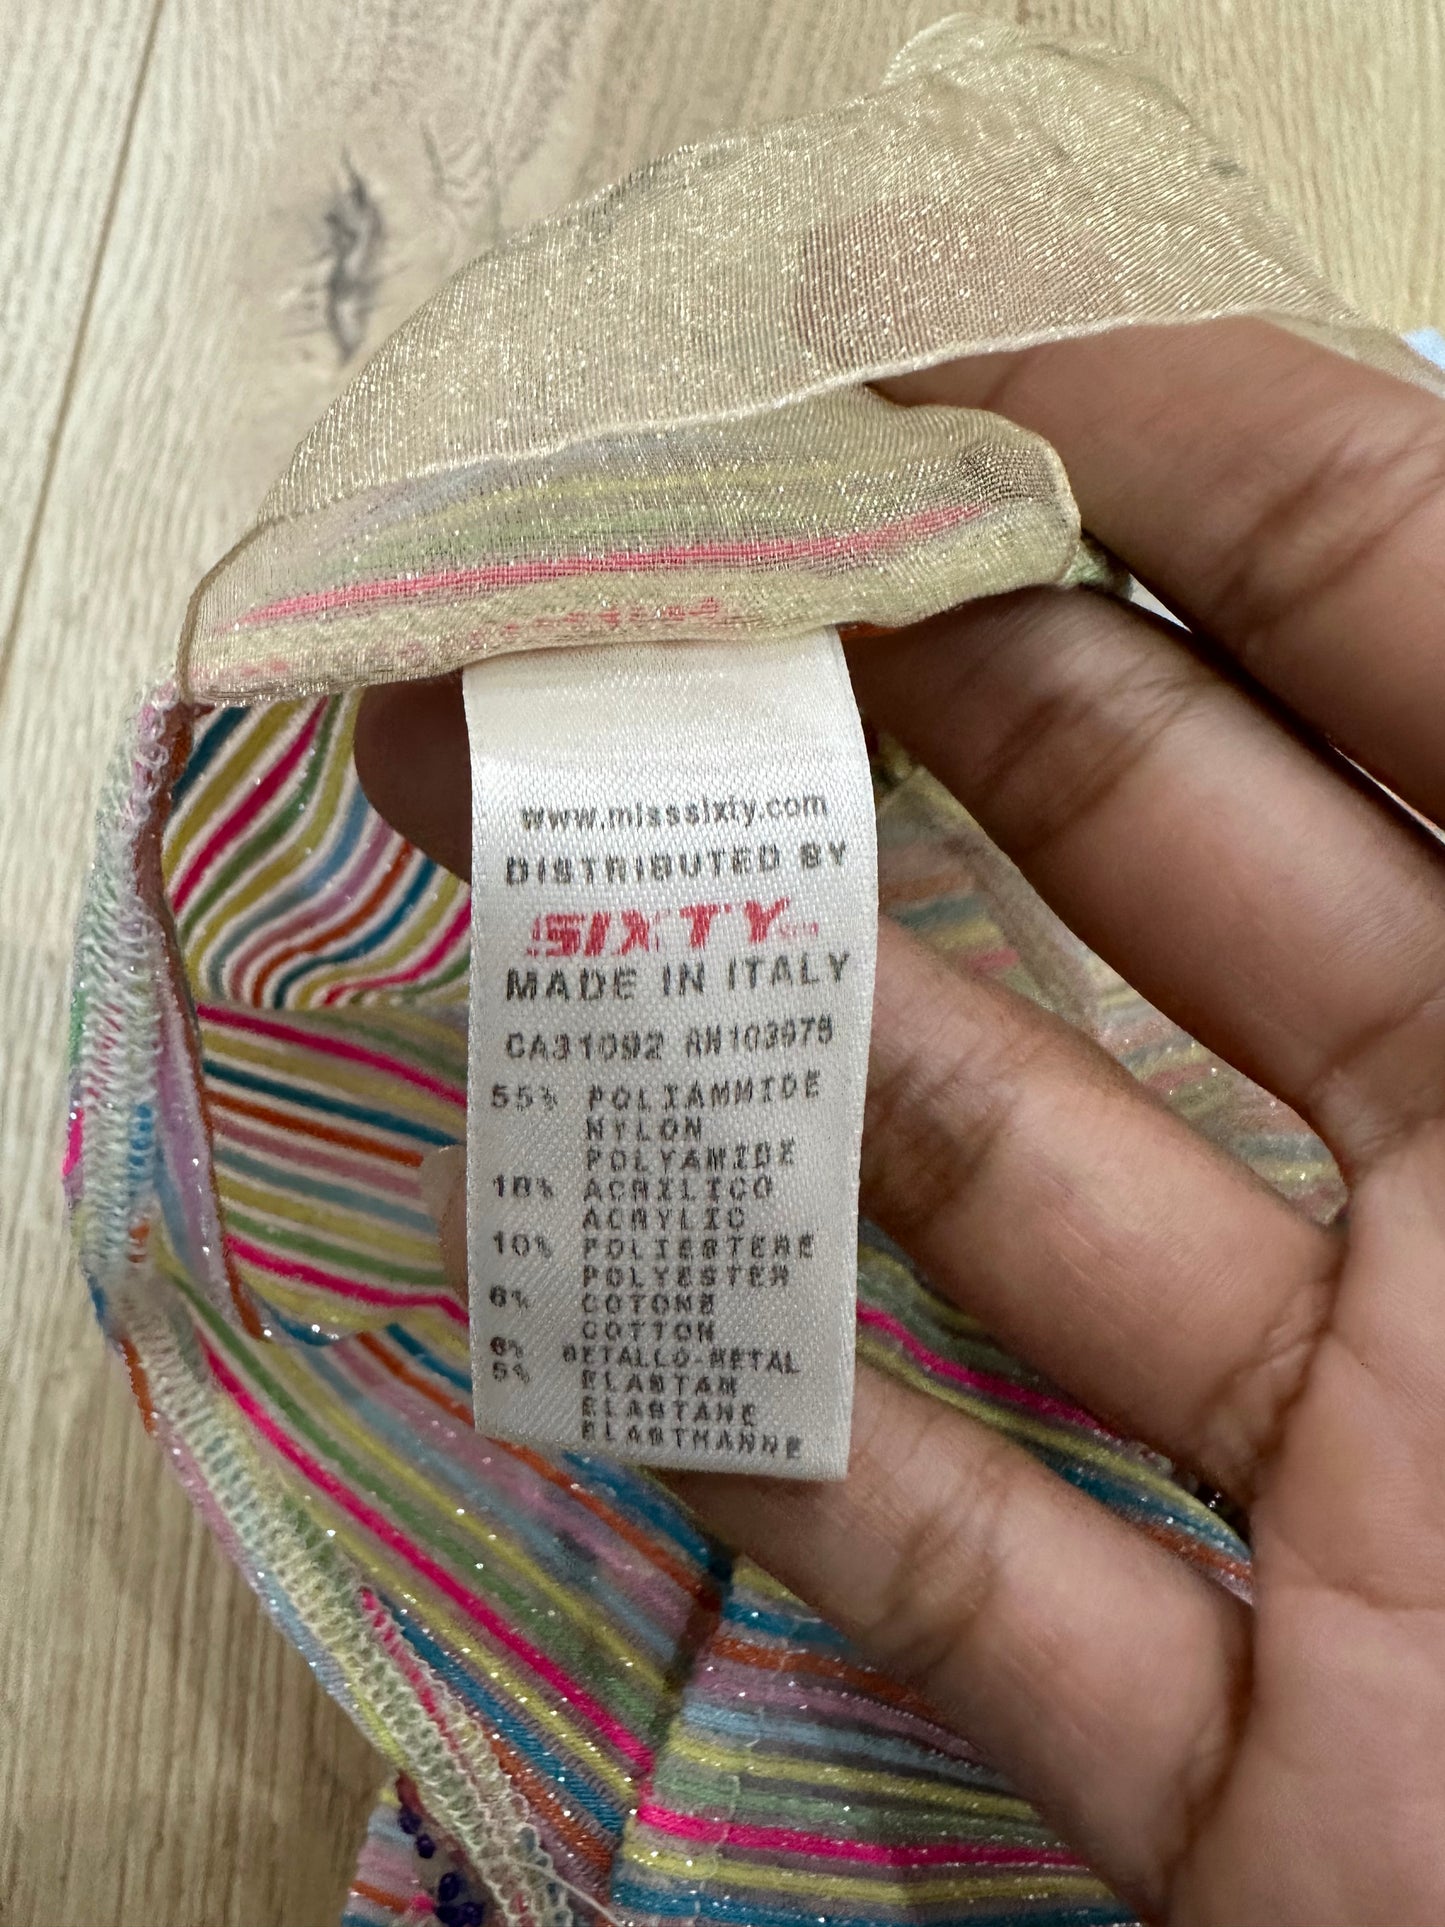 www.misssixty.com
DISTRIBUTED BY
SIXTY
MADE IN ITALY
CA31092 RN103975
55% POLIAMMIDE
NYLON
POLYAMIDE
18% ACRILICO
ACRYLIC
10% POLIESTERE
POLYESTER
6% COTONE
COTTON
6% METALLO-METAL
5% ELASTAN
ELASTANE
ELASTHANNE